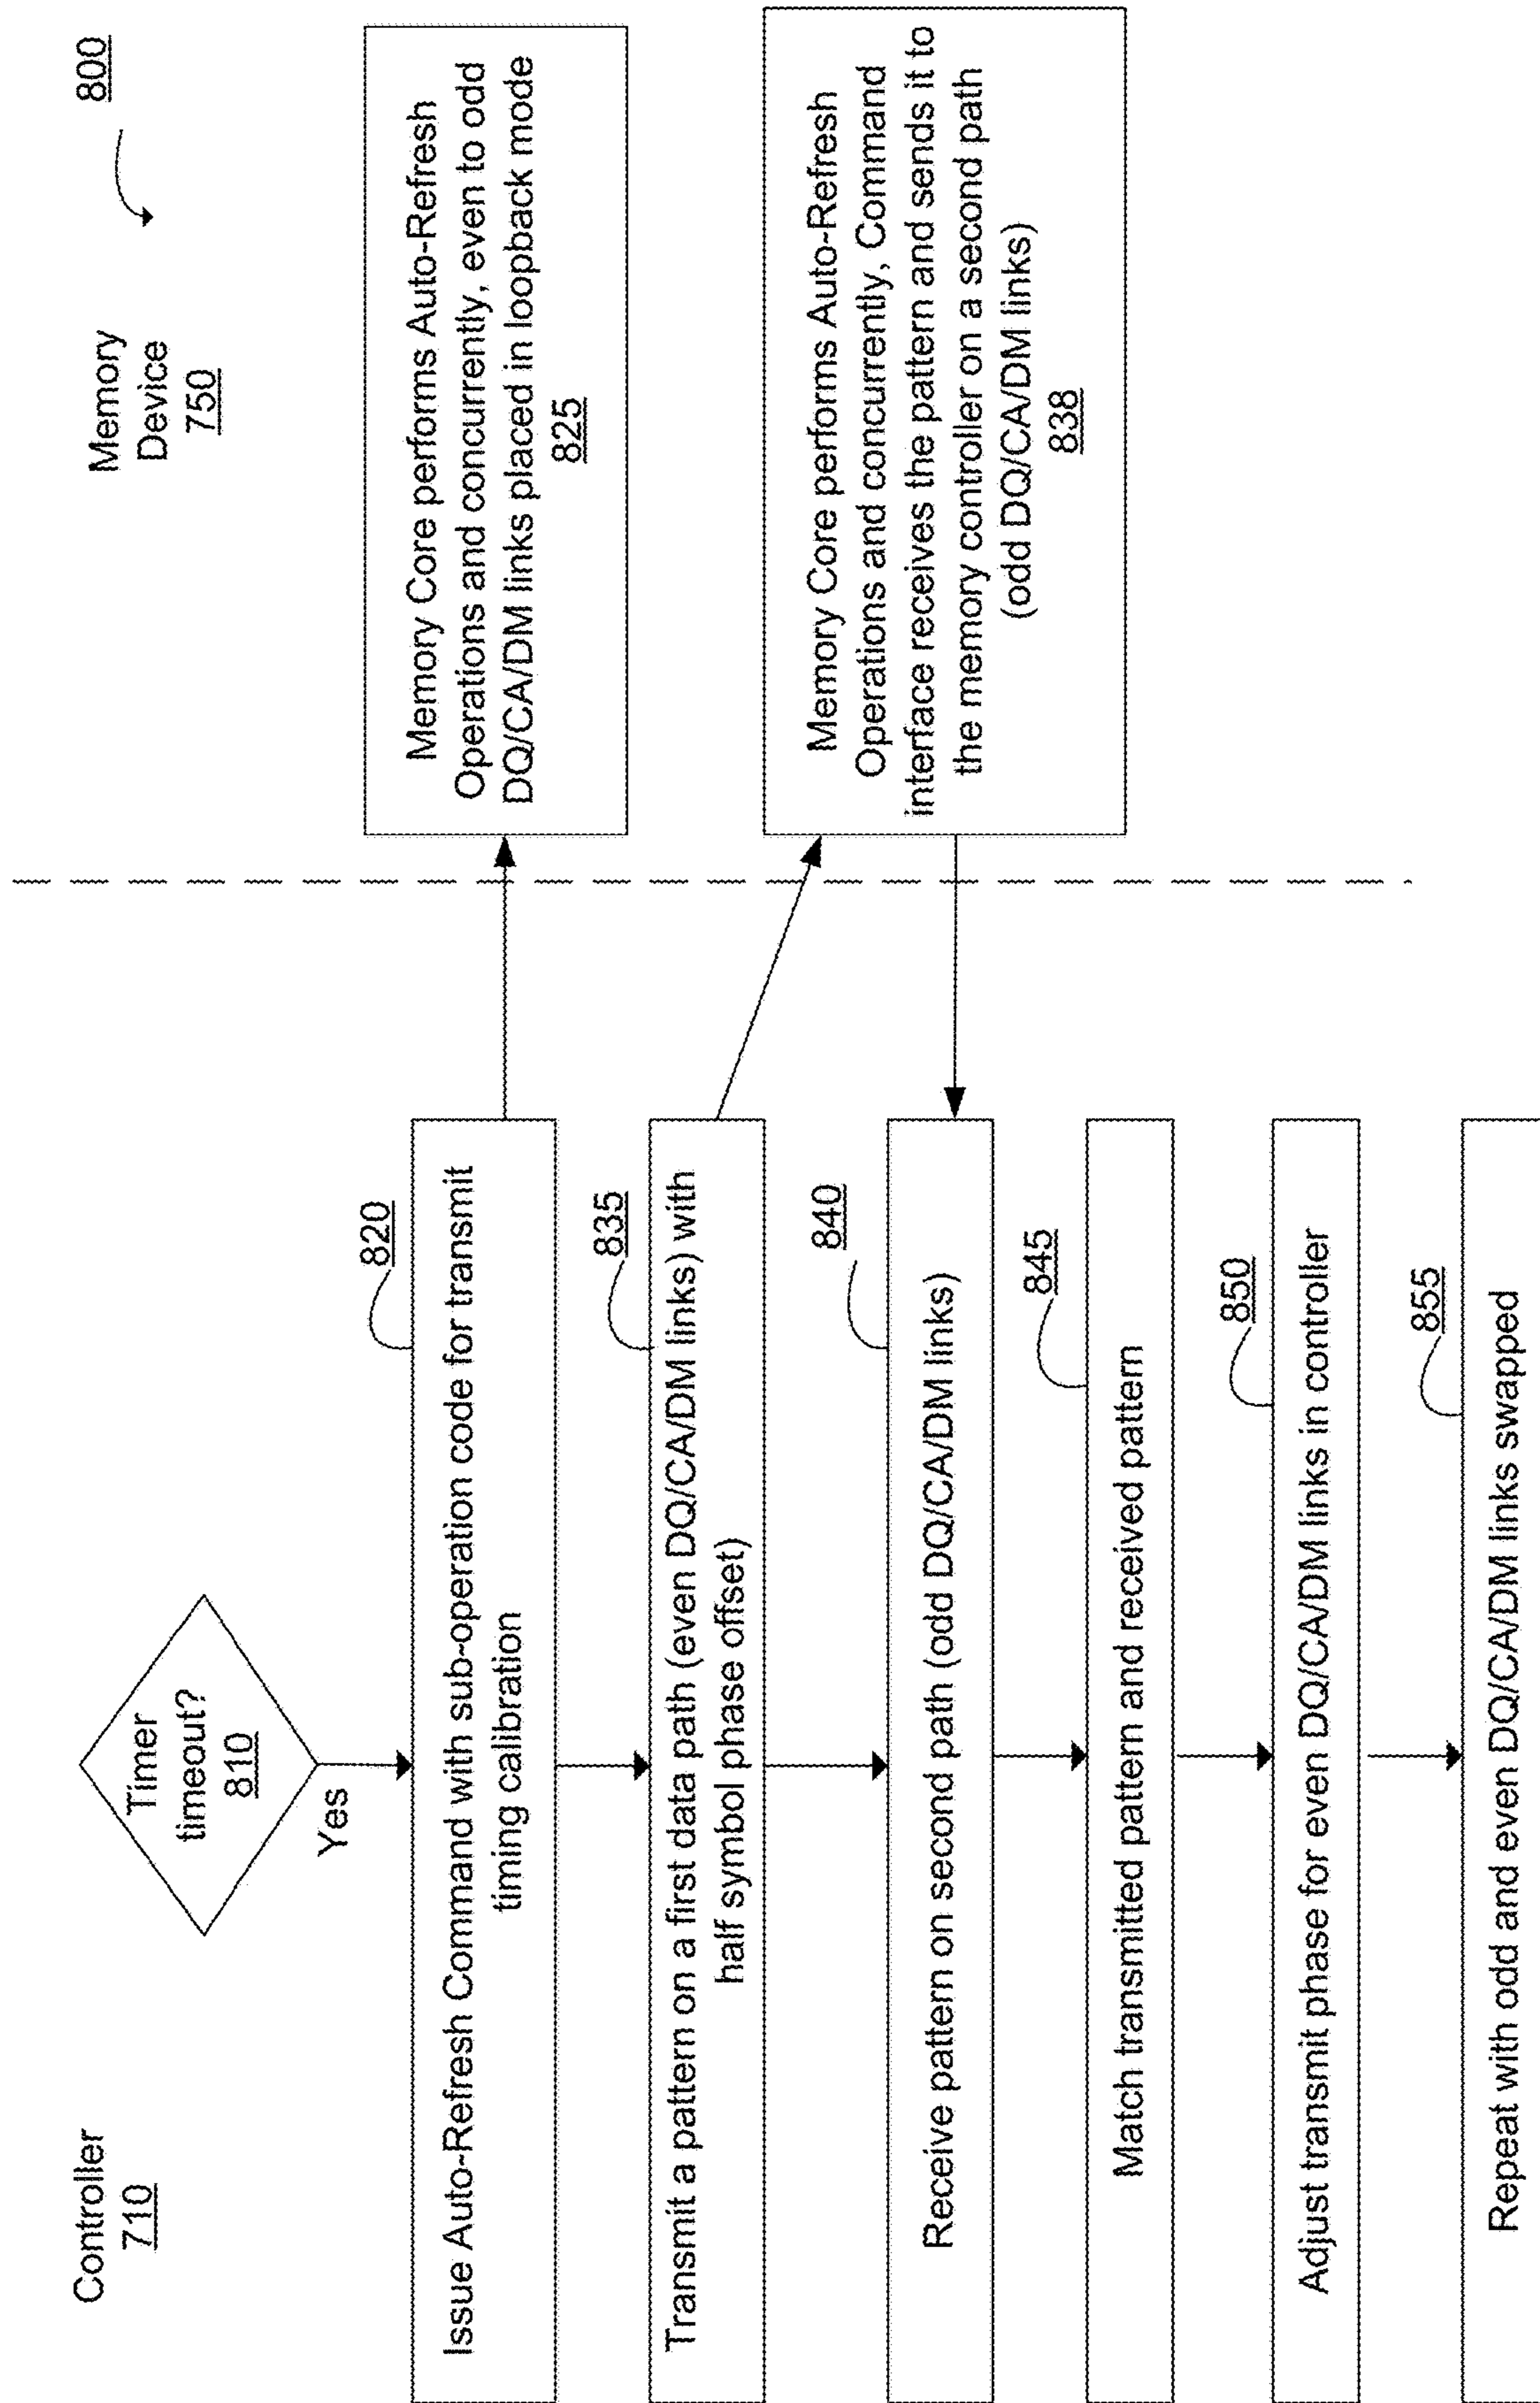 Controller
710
Memory
Device
750
800
Timer
timeout?
810
Yes
820
Issue Auto-Refresh Command with sub-operation code for transmit
timing calibration
Memory Core performs Auto-Refresh
Operations and concurrently, even to odd
DQ/CA/DM links placed in loopback mode
825
835
Transmit a pattern on a first data path (even DQ/CA/DM links) with
half symbol phase offset)
Memory Core performs Auto-Refresh
Operations and concurrently, Command
interface receives the pattern and sends it to
the memory controller on a second path
(odd DQ/CA/DM links)
838
840
Receive pattern on second path (odd DQ/CA/DM links)
845
Match transmitted pattern and received pattern
850
Adjust transmit phase for even DQ/CA/DM links in controller
855
Repeat with odd and even DQ/CA/DM links swapped